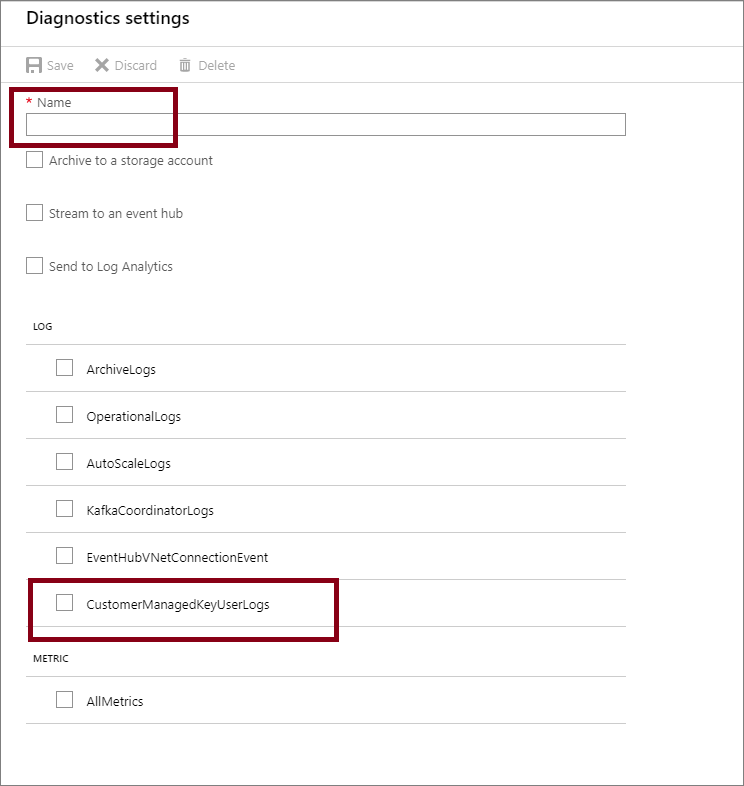 Diagnostics settings
Save Discard Delete
* Name
Archive to a storage account
Stream to an event hub
Send to Log Analytics
LOG
ArchiveLogs
OperationalLogs
AutoScaleLogs
KafkaCoordinatorLogs
EventHubVNetConnectionEvent
CustomerManagedKeyUserLogs
METRIC
AllMetrics